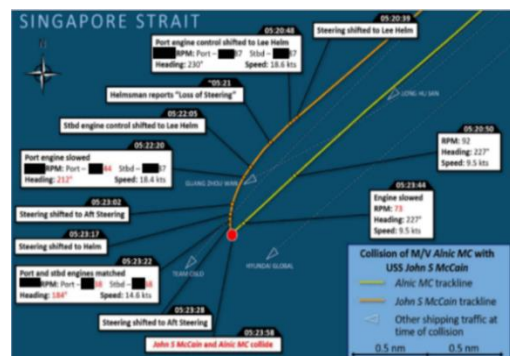 SINGAPORE STRAIT
05:20:39
Steering shifted to Lee Helm
05:20:48
Port engine control shifted to Lee Helm
RPM: Port – 87 Stbd – 87
Heading: 230° Speed: 18.6 kts
~05:21
Helmsman reports "Loss of Steering"
05:22:05
Stbd engine control shifted to Lee Helm
LONG HU SAN
05:20:50
RPM: 92
Heading: 227°
Speed: 9.5 kts
05:22:20
Port engine slowed
RPM: Port – 44 Stbd – 87
Heading: 212° Speed: 18.4 kts
GUANG ZHOU WAN
05:23:44
Engine slowed
RPM: 73
Heading: 227°
Speed: 9.5 kts
05:23:02
Steering shifted to Aft Steering
05:23:17
Steering shifted to Helm
05:23:22
Port and stbd engines matched
RPM: Port – Stbd –
Heading: 184° Speed: 14.6 kts
TEAM OSLO
HYUNDAI GLOBAL
05:23:28
Steering shifted to Aft Steering
05:23:58
John S McCain and Alnic MC collide
Collision of M/V Alnic MC with
USS John S McCain
Alnic MC trackline
John S McCain trackline
Other shipping traffic at
time of collision
0.5 nm 0.5 nm